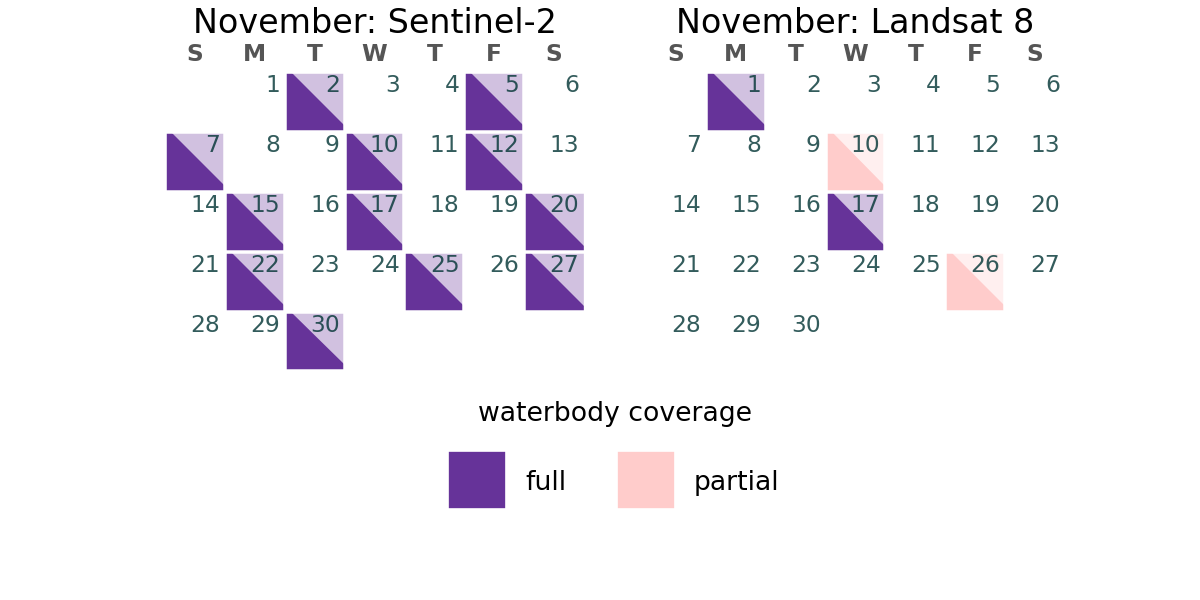 November: Sentinel-2
S M T W T F S
1 2 3 4 5 6
7 8 9 10 11 12 13
14 15 16 17 18 19 20
21 22 23 24 25 26 27
28 29 30
November: Landsat 8
S M T W T F S
1 2 3 4 5 6
7 8 9 10 11 12 13
14 15 16 17 18 19 20
21 22 23 24 25 26 27
28 29 30
waterbody coverage
full partial